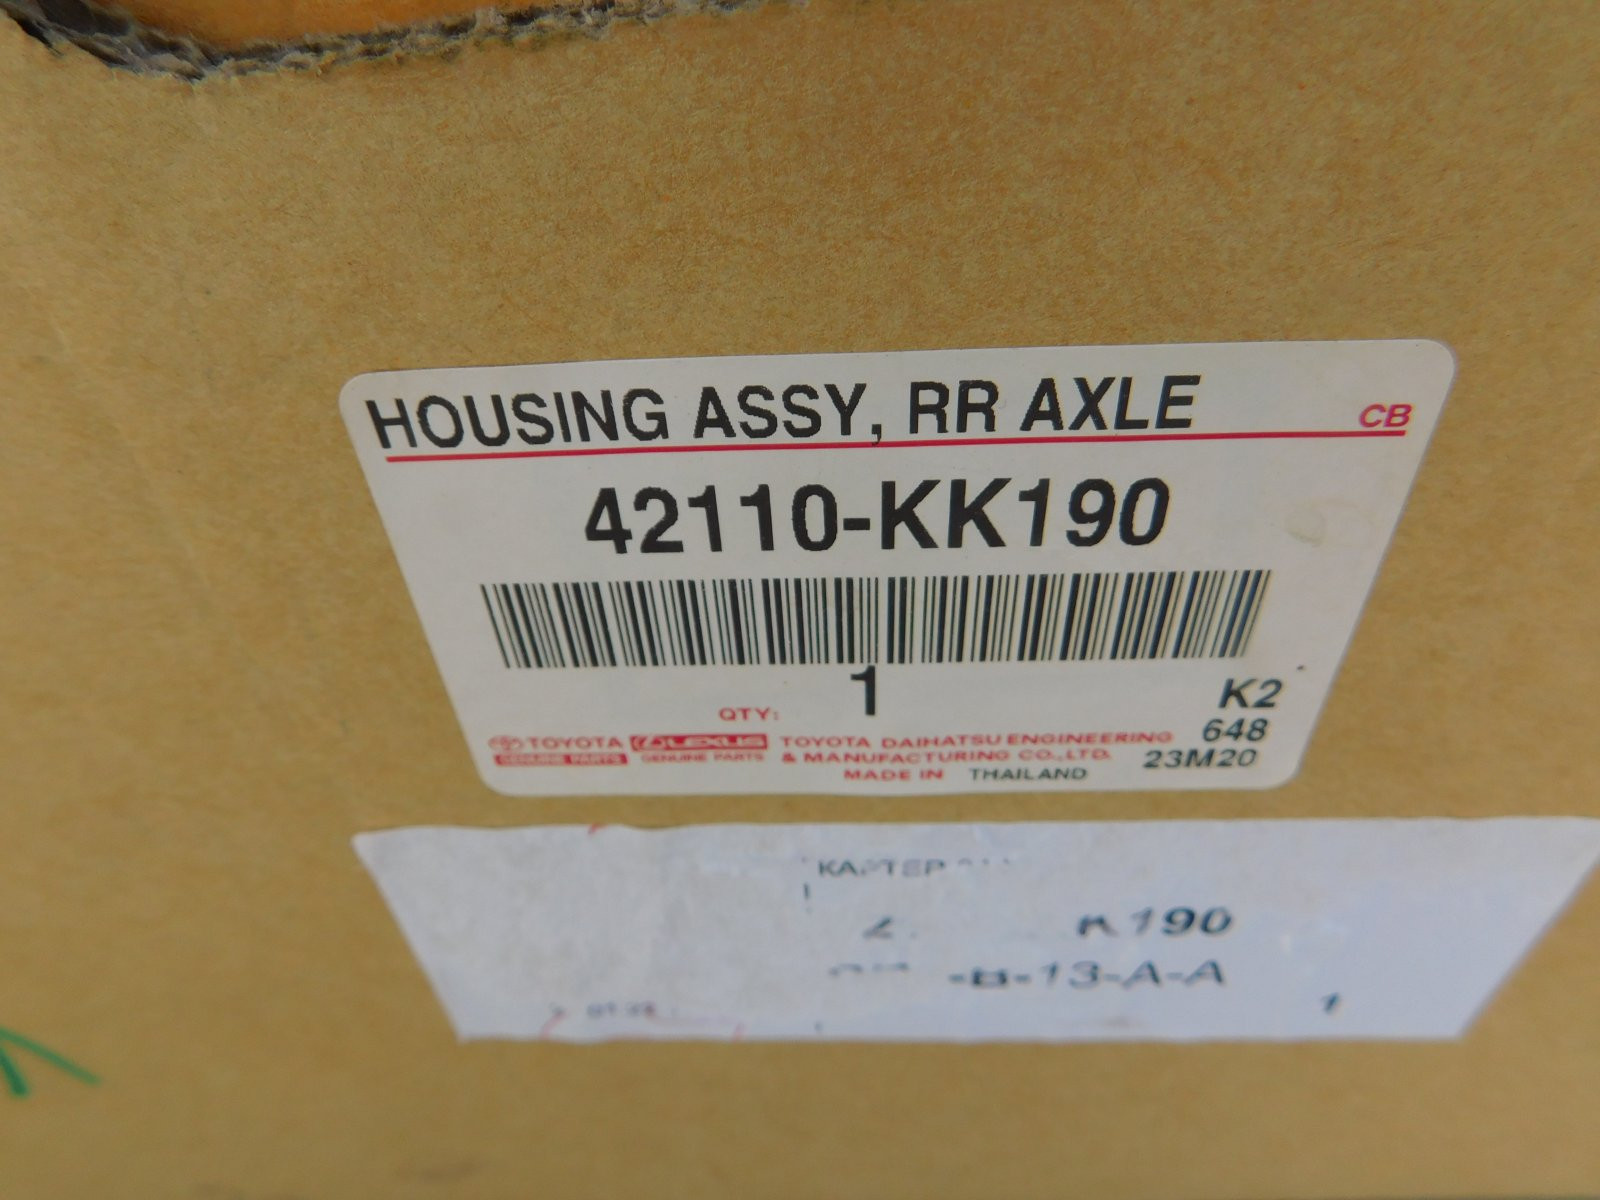 HOUSING ASSY, RR AXLE CB
42110-KK190
QTY: 1 K2
648
TOYOTA LEXUS TOYOTA DAIHATSU ENGINEERING
GENUINE PARTS GENUINE PARTS & MANUFACTURING CO.,LTD. 23M20
MADE IN THAILAND
КАРТЕР
190
-13-A-A
1